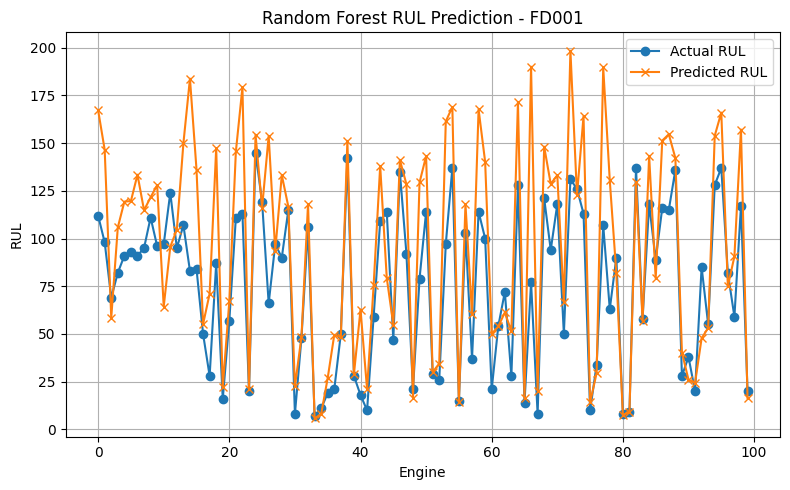 Random Forest RUL Prediction - FD001
Actual RUL
Predicted RUL
RUL
200
175
150
125
100
75
50
25
0
0 20 40 60 80 100
Engine